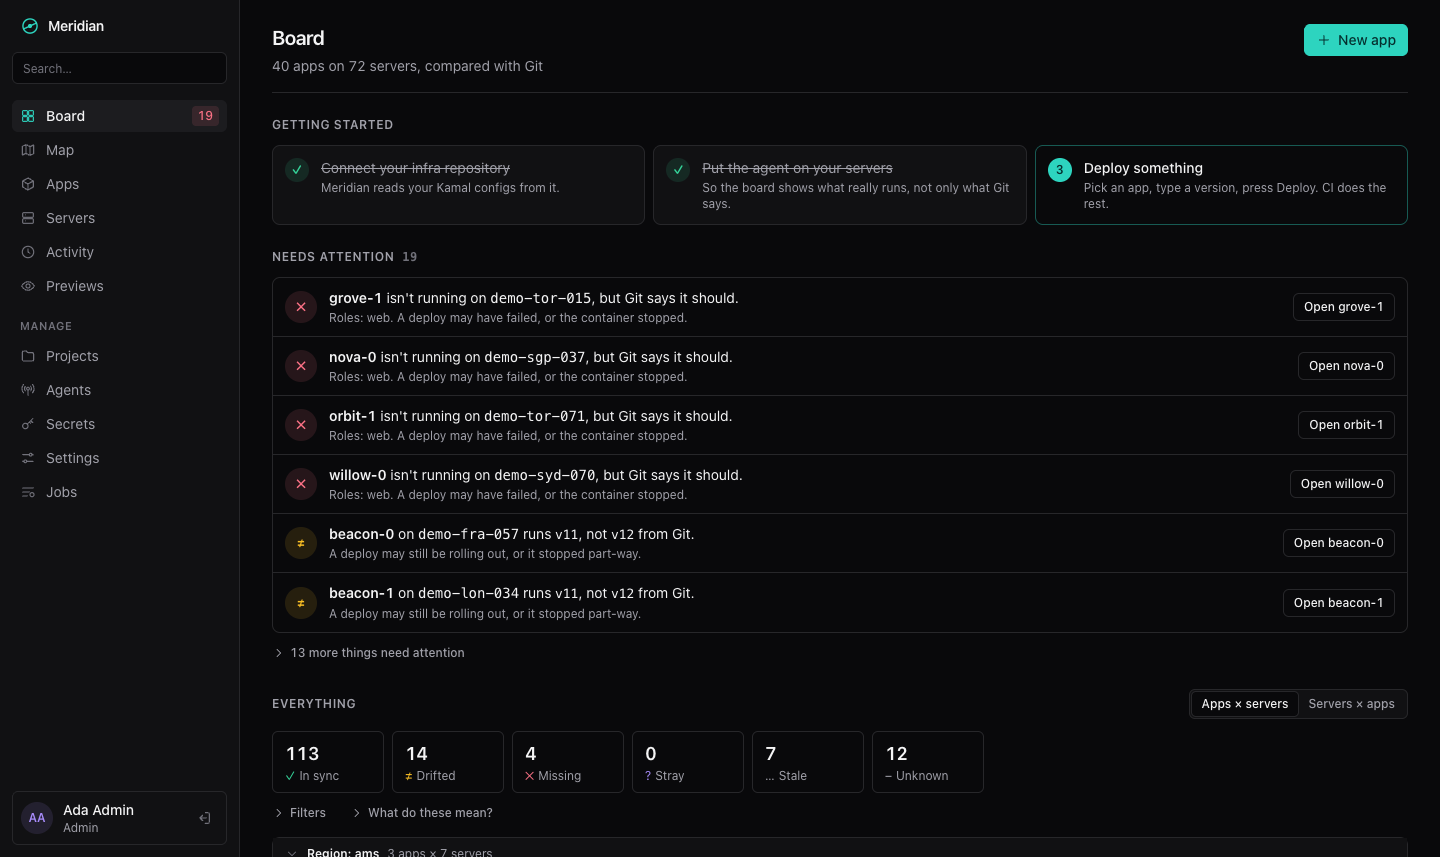 Meridian
Search...
Board 19
Map
Apps
Servers
Activity
Previews
MANAGE
Projects
Agents
Secrets
Settings
Jobs
AA
Ada Admin
Admin
Board
40 apps on 72 servers, compared with Git
+ New app
GETTING STARTED
Connect your infra repository
Meridian reads your Kamal configs from it.
Put the agent on your servers
So the board shows what really runs, not only what Git
says.
3
Deploy something
Pick an app, type a version, press Deploy. CI does the
rest.
NEEDS ATTENTION 19
grove-1 isn't running on demo-tor-015, but Git says it should.
Roles: web. A deploy may have failed, or the container stopped.
Open grove-1
nova-0 isn't running on demo-sgp-037, but Git says it should.
Roles: web. A deploy may have failed, or the container stopped.
Open nova-0
orbit-1 isn't running on demo-tor-071, but Git says it should.
Roles: web. A deploy may have failed, or the container stopped.
Open orbit-1
willow-0 isn't running on demo-syd-070, but Git says it should.
Roles: web. A deploy may have failed, or the container stopped.
Open willow-0
≠
beacon-0 on demo-fra-057 runs v11, not v12 from Git.
A deploy may still be rolling out, or it stopped part-way.
Open beacon-0
≠
beacon-1 on demo-lon-034 runs v11, not v12 from Git.
A deploy may still be rolling out, or it stopped part-way.
Open beacon-1
13 more things need attention
EVERYTHING
Apps × servers
Servers × apps
113
✓ In sync
14
≠ Drifted
4
✕ Missing
0
? Stray
7
… Stale
12
– Unknown
Filters
What do these mean?
Region: ams 3 apps × 7 servers